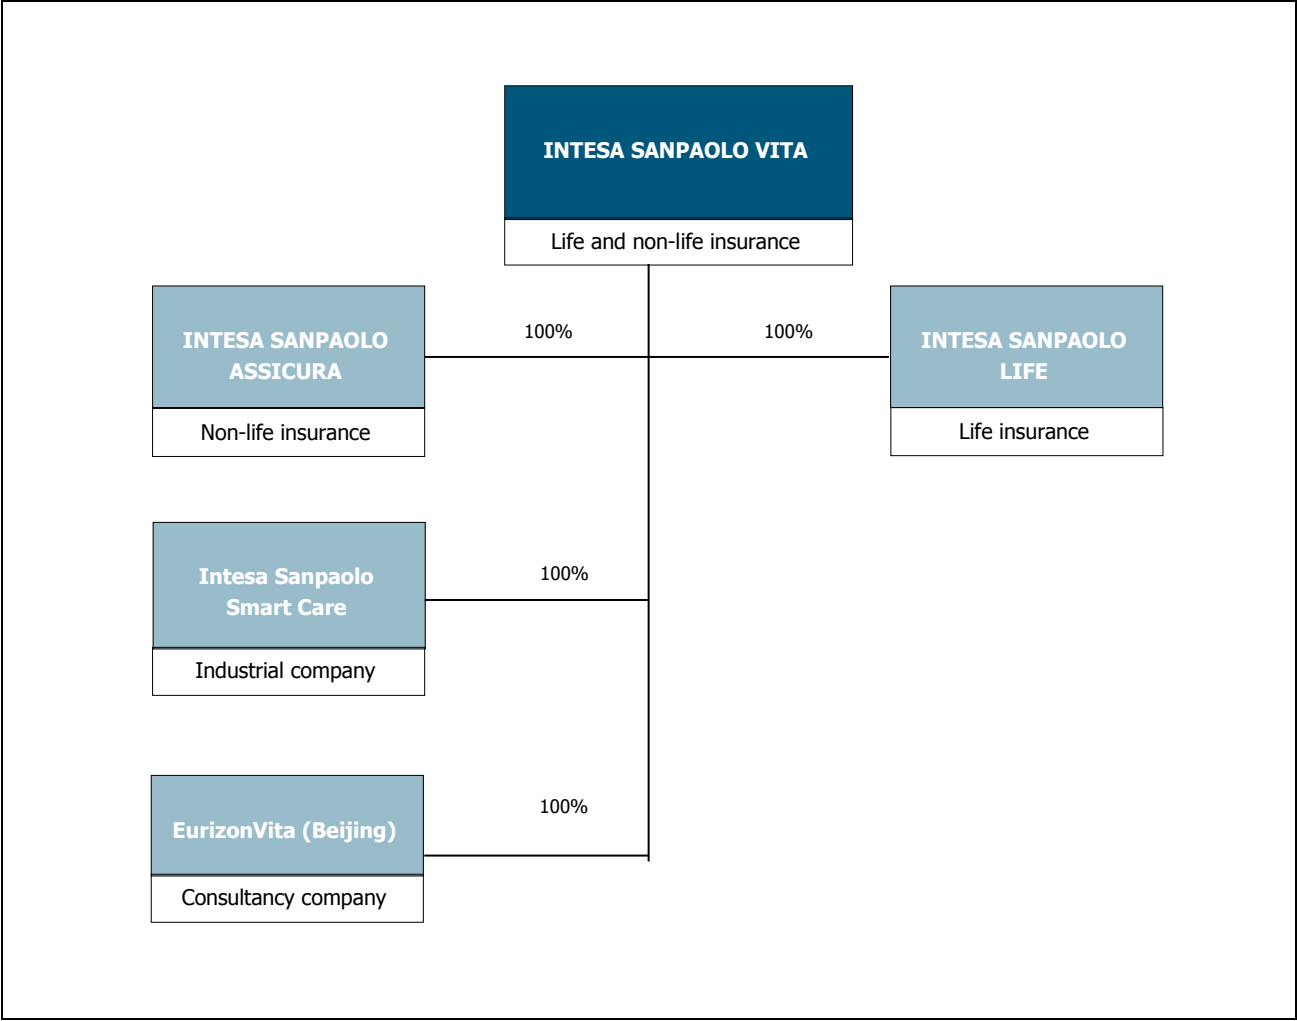 INTESA SANPAOLO VITA
Life and non-life insurance
100%
100%
INTESA SANPAOLO
ASSICURA
Non-life insurance
INTESA SANPAOLO
LIFE
Life insurance
100%
Intesa Sanpaolo
Smart Care
Industrial company
100%
EurizonVita (Beijing)
Consultancy company